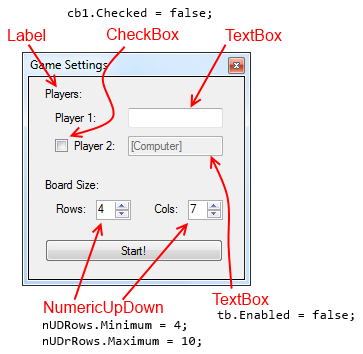 cb1.Checked = false;
Label
CheckBox
TextBox
Game Settings
Players:
Player 1:
Player 2:
[Computer]
Board Size:
Rows:
4
Cols:
7
Start!
NumericUpDown
TextBox
tb.Enabled = false;
nUDRows.Minimum = 4;
nUDrRows.Maximum = 10;